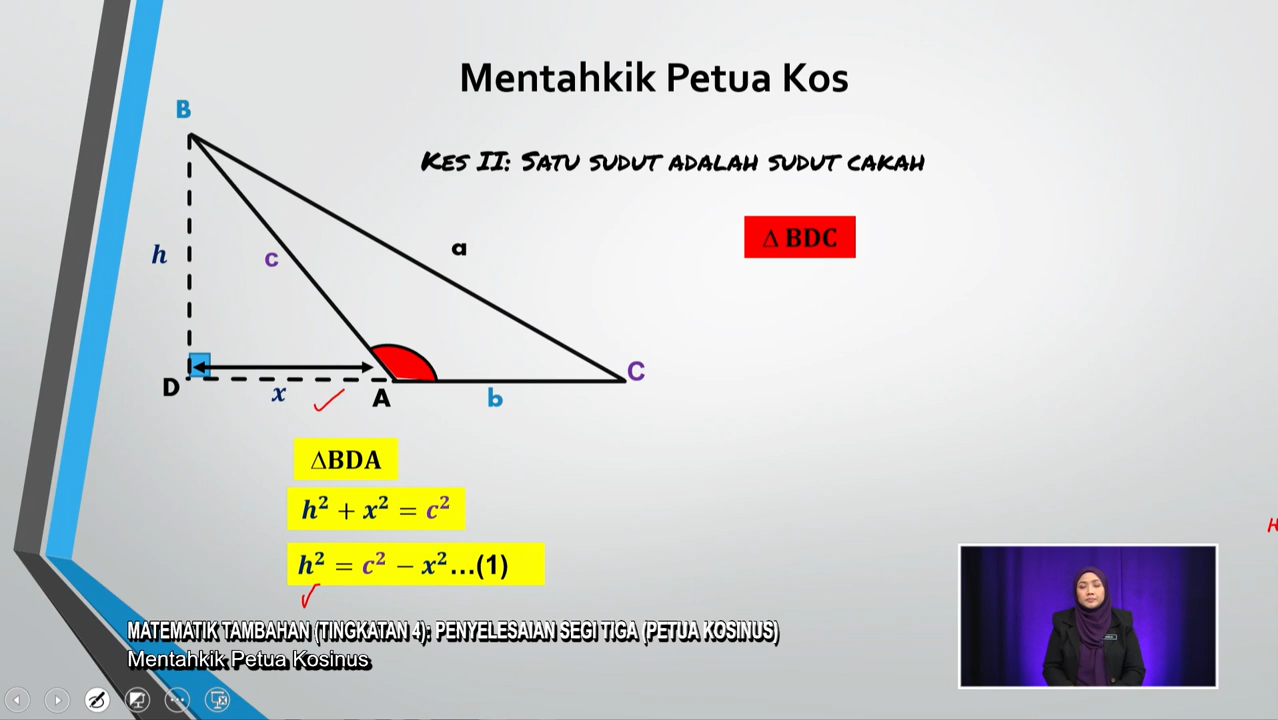 Mentahkik Petua Kos
B
Kes II: Satu sudut adalah sudut cakah
∆ BDC
h
c
a
D
x
A
b
C
∆BDA
h² + x² = c²
h² = c² − x²...(1)
MATEMATIK TAMBAHAN (TINGKATAN 4): PENYELESAIAN SEGI TIGA (PETUA KOSINUS)
Mentahkik Petua Kosinus